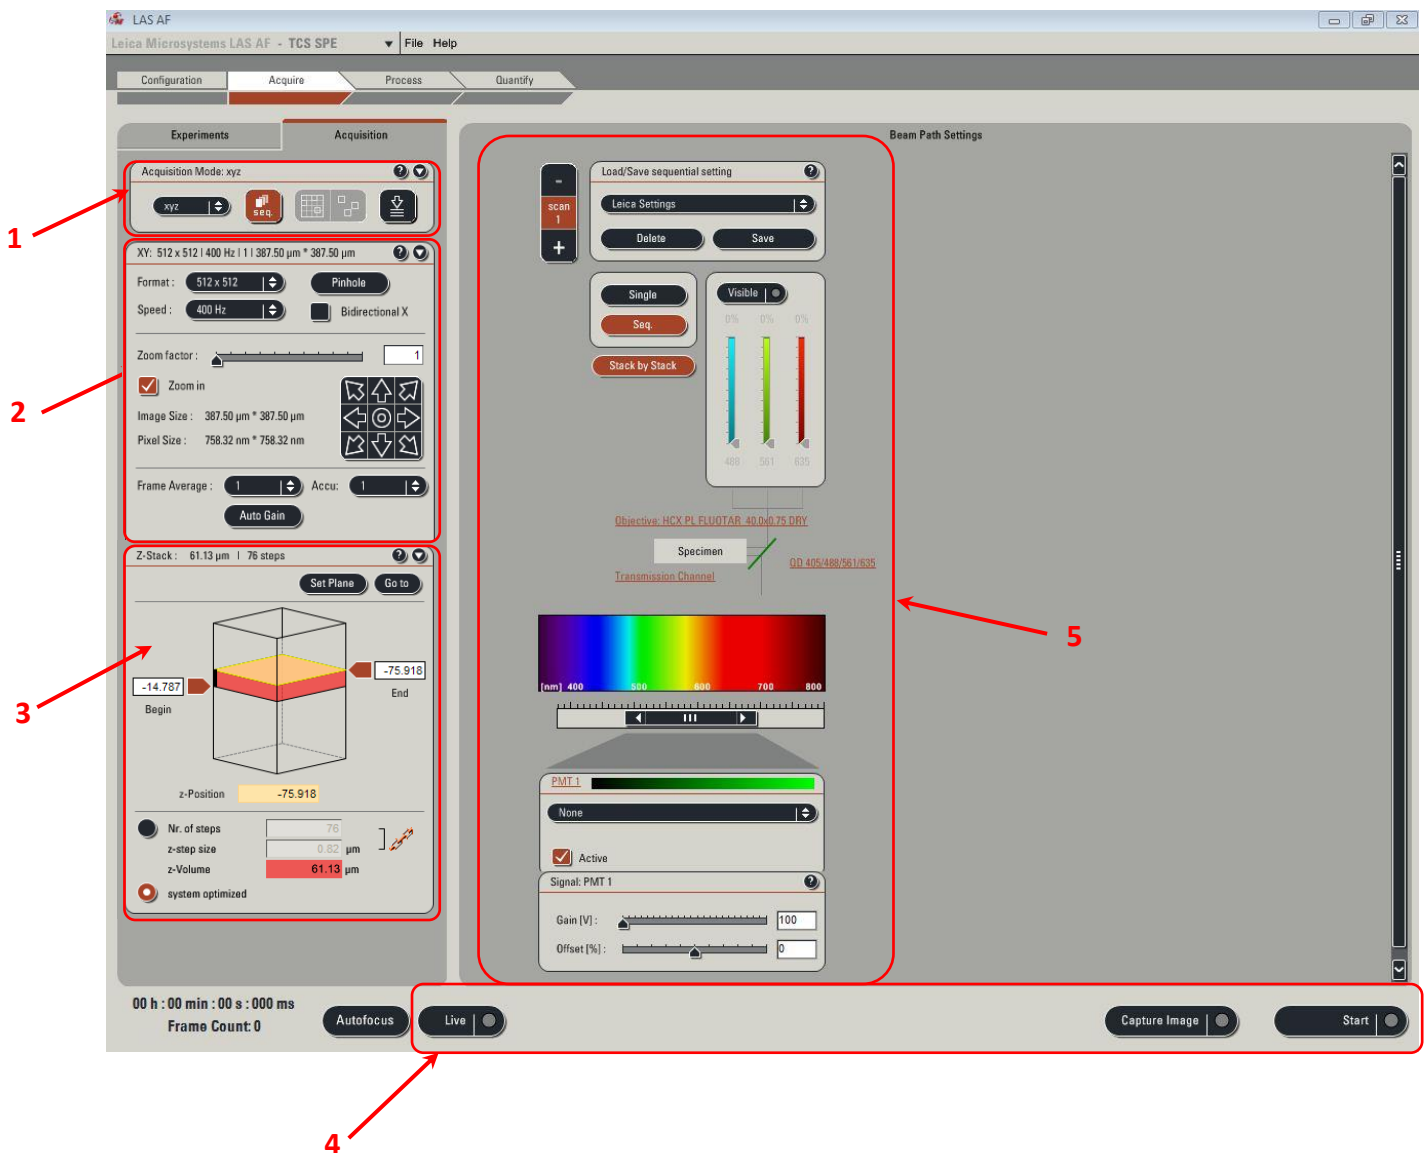 LAS AF
Leica Microsystems LAS AF - TCS SPE File Help
Configuration Acquire Process Quantify
Experiments Acquisition
Beam Path Settings
1
Acquisition Mode: xyz
xyz seq.
2
XY: 512 x 512 | 400 Hz | 1 | 387.50 µm * 387.50 µm
Format : 512 x 512 Pinhole
Speed : 400 Hz Bidirectional X
Zoom factor : 1
Zoom in
Image Size : 387.50 µm * 387.50 µm
Pixel Size : 758.32 nm * 758.32 nm
Frame Average : 1 Accu: 1
Auto Gain
3
Z-Stack : 61.13 µm | 76 steps
Set Plane Go to
-75.918
End
-14.787
Begin
z-Position -75.918
Nr. of steps 76
z-step size 0.82 µm
z-Volume 61.13 µm
system optimized
- scan 1 +
Load/Save sequential setting
Leica Settings
Delete Save
Single
Seq.
Stack by Stack
Visible
0% 0% 0%
488 561 635
Objective: HCX PL FLUOTAR 40.0x0.75 DRY
Specimen
QD 405/488/561/635
Transmission Channel
5
[nm] 400 500 600 700 800
PMT 1
None
Active
Signal: PMT 1
Gain [V] : 100
Offset [%] : 0
00 h : 00 min : 00 s : 000 ms
Frame Count: 0
Autofocus Live Capture Image Start
4